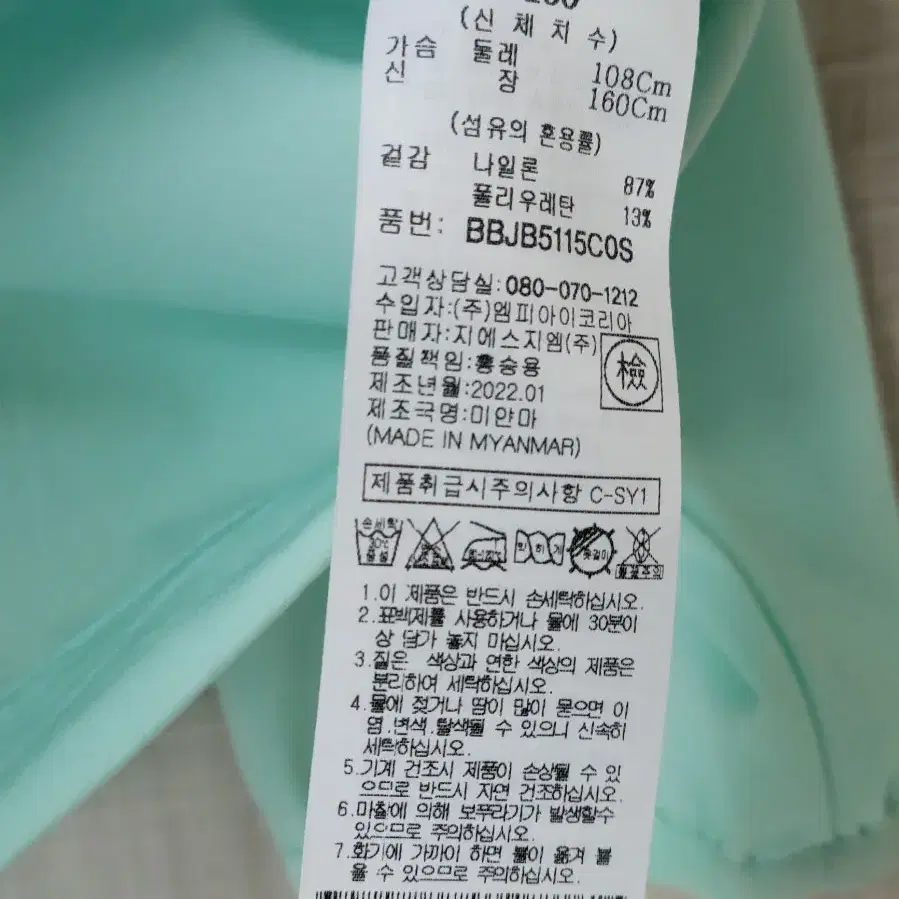 (신 체 치 수)
가슴 둘레 108Cm
신 장 160Cm
(섬유의 혼용률)
겉감 나일론 87%
폴리우레탄 13%
품번: BBJB5115COS
고객상담실:080-070-1212
수입자:(주)엠피아이코리아
판매자:지에스지엠(주)
檢
품질책임:홍승용
제조년월:2022.01
제조국명:미얀마
(MADE IN MYANMAR)
제품취급시주의사항 C-SY1
손세탁
30℃
중성
약하게
옷걸이
1.이 제품은 반드시 손세탁하십시오.
2.표백제를 사용하거나 물에 30분이
상 담가 놓지 마십시오.
3.짙은 색상과 연한 색상의 제품은
분리하여 세탁하십시오.
4.물에 젖거나 땀이 많이 묻으면 이
염.변색.탈색될 수 있으니 신속히
세탁하십시오.
5.기계 건조시 제품이 손상될 수 있
으므로 반드시 자연 건조하십시오.
6.마찰에 의해 보푸라기가 발생할수
있으므로 주의하십시오.
7.화기에 가까이 하면 불이 옮겨 붙
을 수 있으므로 주의하십시오.